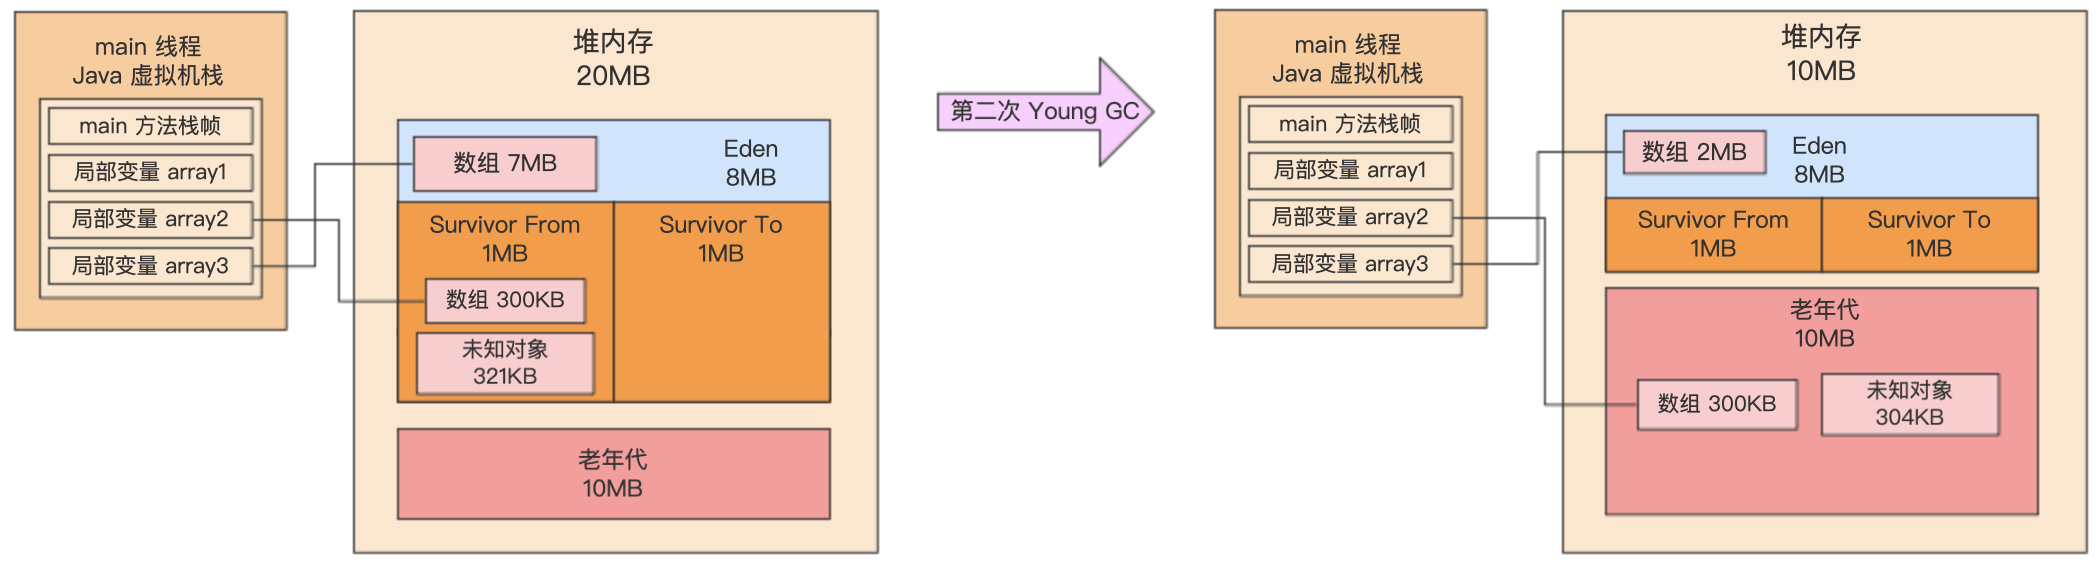 main 线程
Java 虚拟机栈
main 方法栈帧
局部变量 array1
局部变量 array2
局部变量 array3
堆内存
20MB
数组 7MB
Eden
8MB
Survivor From
1MB
数组 300KB
未知对象
321KB
Survivor To
1MB
老年代
10MB
第二次 Young GC
main 线程
Java 虚拟机栈
main 方法栈帧
局部变量 array1
局部变量 array2
局部变量 array3
堆内存
10MB
数组 2MB
Eden
8MB
Survivor From
1MB
Survivor To
1MB
老年代
10MB
数组 300KB
未知对象
304KB